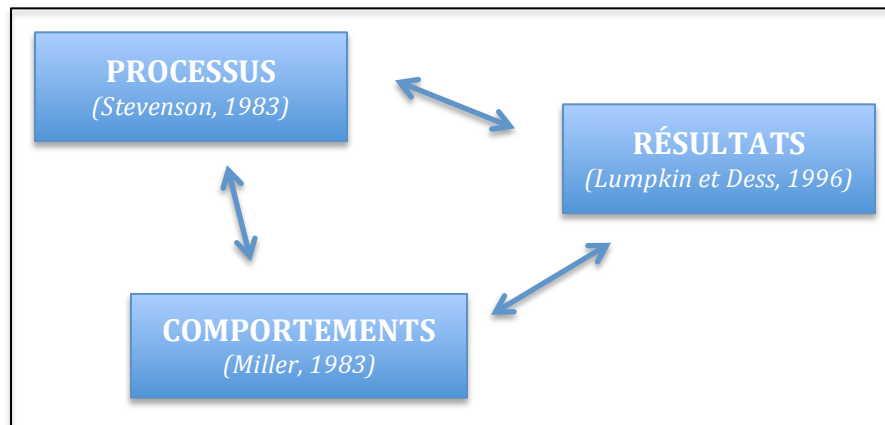 PROCESSUS
(Stevenson, 1983)
RÉSULTATS
(Lumpkin et Dess, 1996)
COMPORTEMENTS
(Miller, 1983)